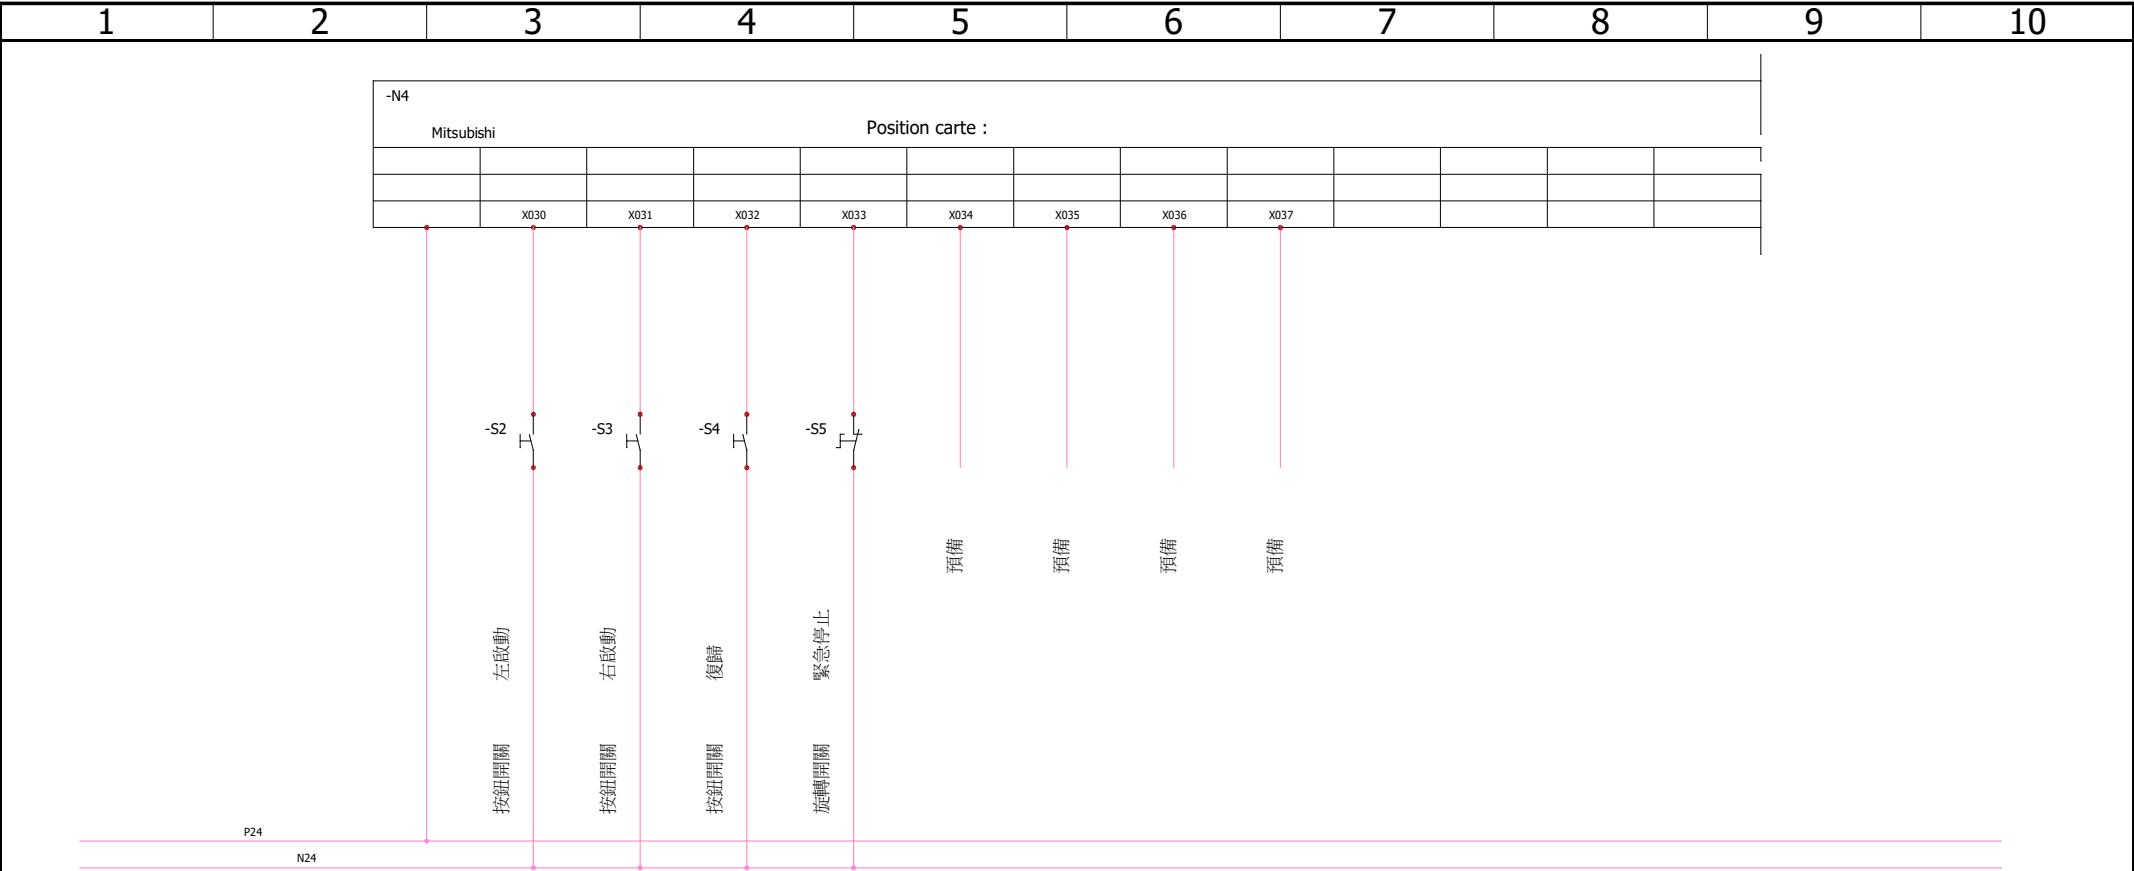 1 2 3 4 5 6 7 8 9 10
-N4
Mitsubishi
Position carte :
X030 X031 X032 X033 X034 X035 X036 X037
-S2 -S3 -S4 -S5
預備 預備 預備 預備
左啟動 右啟動 復歸 緊急停止
按鈕開關 按鈕開關 按鈕開關 旋轉開關
P24
N24